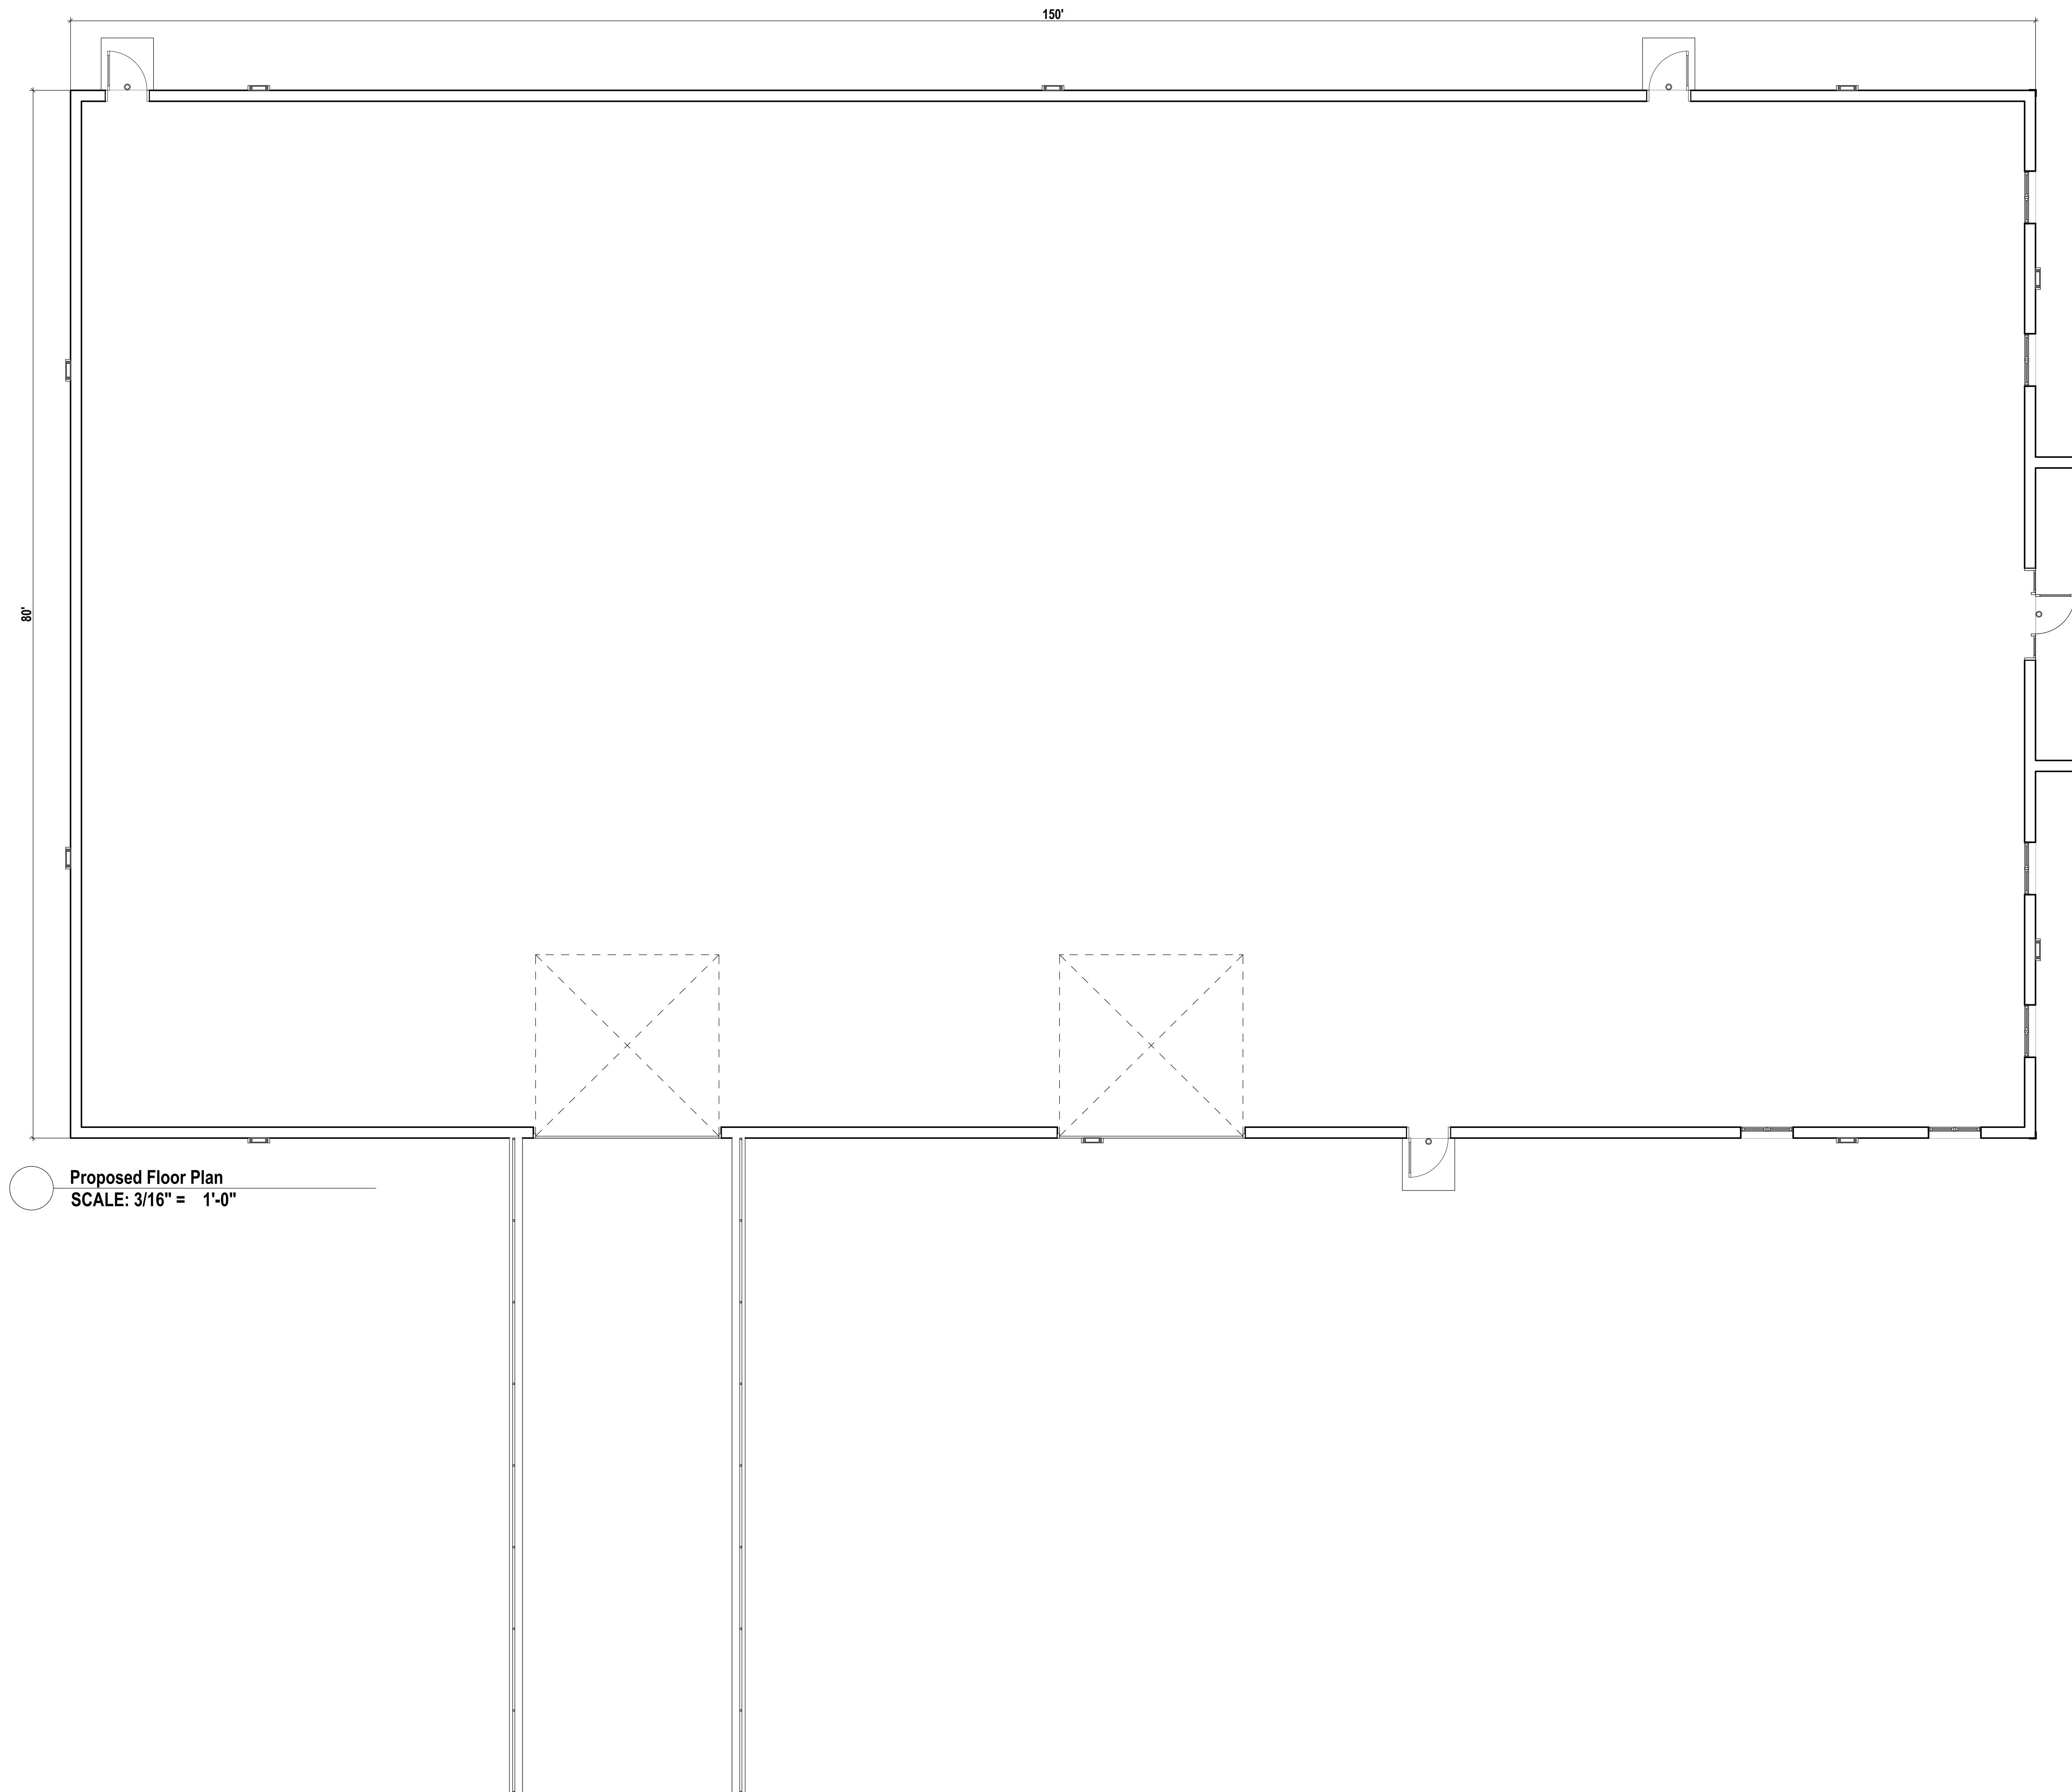 150'
80'
Proposed Floor Plan
SCALE: 3/16" = 1'-0"